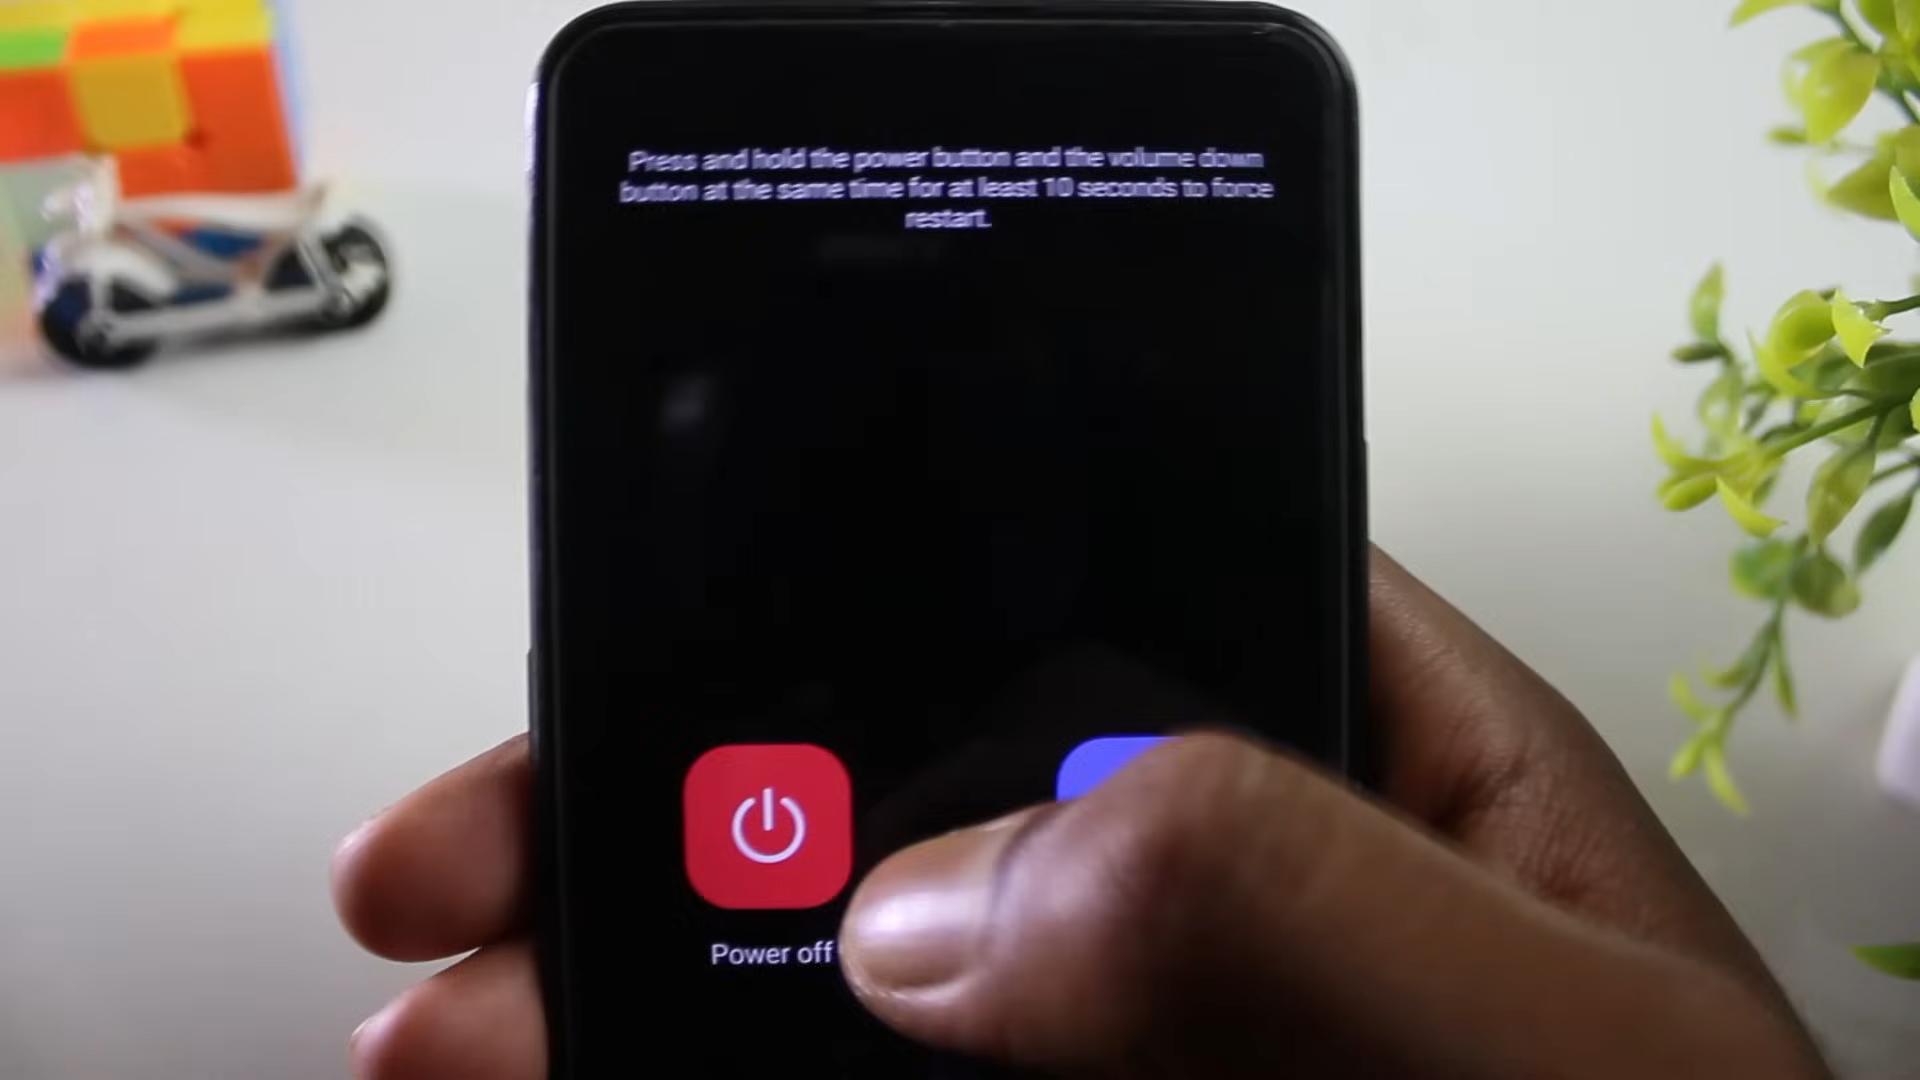 Press and hold the power button and the volume down
button at the same time for at least 10 seconds to force
restart.
Power off